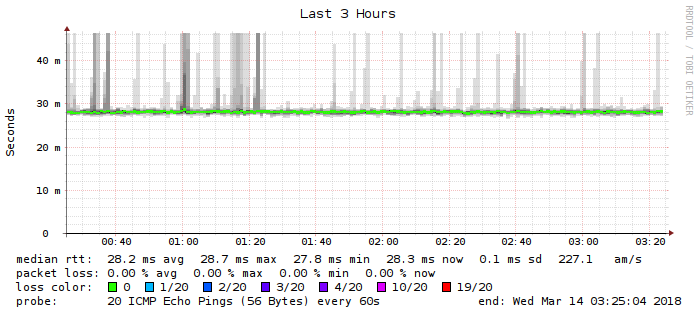 Last 3 Hours
RRDTOOL / TOBI OETIKER
Seconds
40 m
30 m
20 m
10 m
0
00:40 01:00 01:20 01:40 02:00 02:20 02:40 03:00 03:20
median rtt: 28.2 ms avg 28.7 ms max 27.8 ms min 28.3 ms now 0.1 ms sd 227.1 am/s
packet loss: 0.00 % avg 0.00 % max 0.00 % min 0.00 % now
loss color: 0 1/20 2/20 3/20 4/20 10/20 19/20
probe: 20 ICMP Echo Pings (56 Bytes) every 60s end: Wed Mar 14 03:25:04 2018